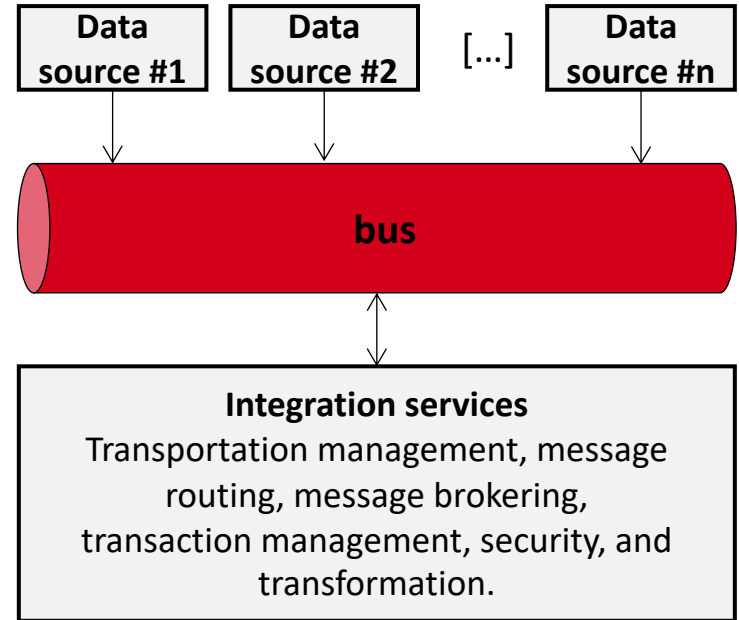 Data
source #1
Data
source #2
[...]
Data
source #n
bus
Integration services
Transportation management, message
routing, message brokering,
transaction management, security, and
transformation.